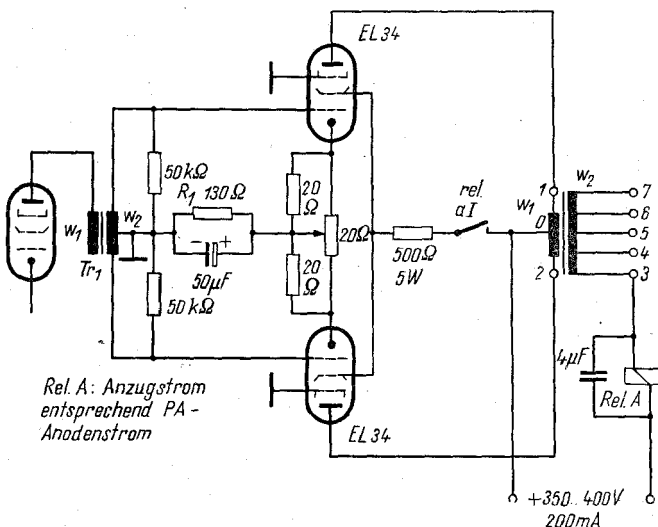 EL34
50kΩ
R1 130Ω
50μF
50kΩ
20
Ω
20Ω
20
Ω
500Ω
5W
rel.
aI
w1
w2
Tr1
w1
w2
1
0
2
7
6
5
4
3
4μF
Rel. A
Rel. A: Anzugstrom
entsprechend PA-
Anodenstrom
EL34
+350..400V
200mA
- +